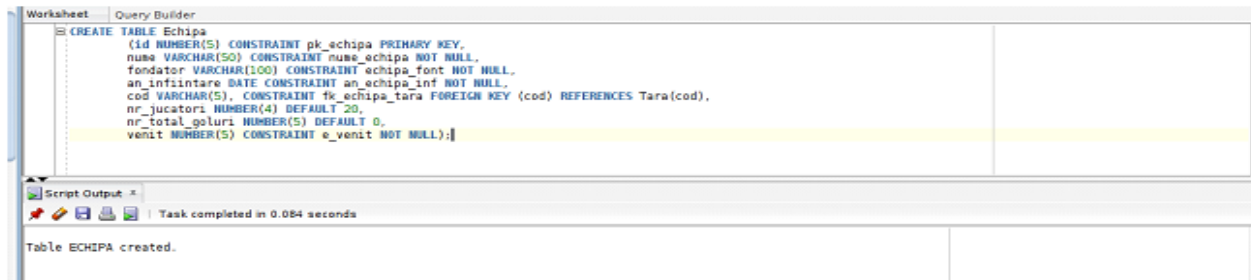 Worksheet Query Builder
CREATE TABLE Echipa
(id NUMBER(5) CONSTRAINT pk_echipa PRIMARY KEY,
nume VARCHAR(50) CONSTRAINT nume_echipa NOT NULL,
fondator VARCHAR(100) CONSTRAINT echipa_font NOT NULL,
an_infiintare DATE CONSTRAINT an_echipa_inf NOT NULL,
cod VARCHAR(5), CONSTRAINT fk_echipa_tara FOREIGN KEY (cod) REFERENCES Tara(cod),
nr_jucatori NUMBER(4) DEFAULT 20,
nr_total_goluri NUMBER(5) DEFAULT 0,
venit NUMBER(5) CONSTRAINT e_venit NOT NULL);
Script Output x
Task completed in 0.084 seconds
Table ECHIPA created.